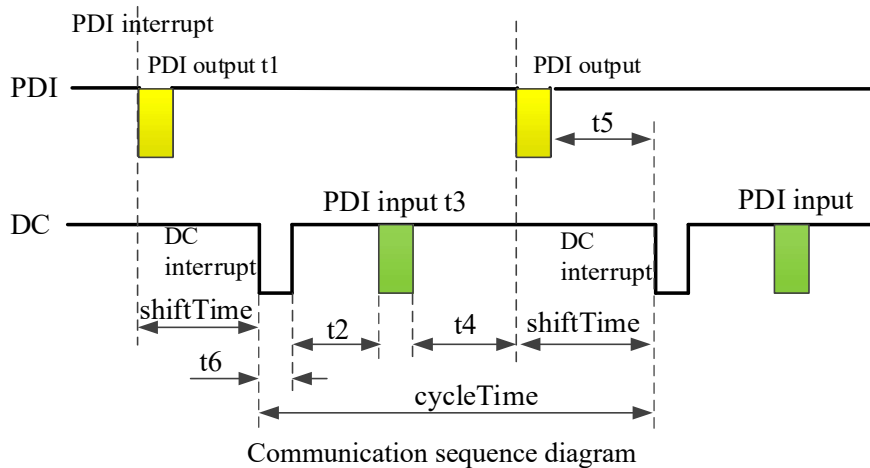 PDI interrupt
PDI output t1
PDI output
PDI
t5
PDI input t3
PDI input
DC
DC
interrupt
DC
interrupt
shiftTime
t2
t4
shiftTime
t6
cycleTime
Communication sequence diagram